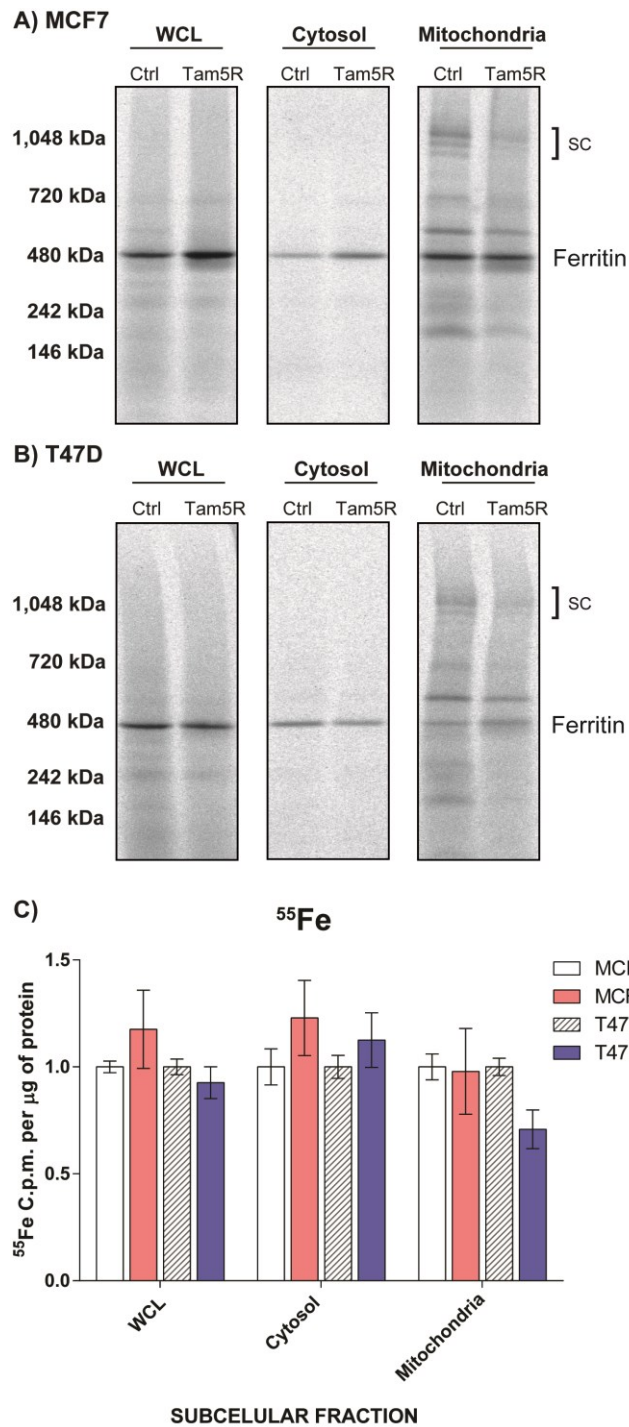 A) MCF7
WCL Cytosol Mitochondria
Ctrl Tam5R Ctrl Tam5R Ctrl Tam5R
1,048 kDa
SC
720 kDa
480 kDa
Ferritin
242 kDa
146 kDa
B) T47D
WCL Cytosol Mitochondria
Ctrl Tam5R Ctrl Tam5R Ctrl Tam5R
1,048 kDa
SC
720 kDa
480 kDa
Ferritin
242 kDa
146 kDa
C)
⁵⁵Fe
⁵⁵Fe C.p.m. per µg of protein
1.5
1.0
0.5
0.0
T47
T47
WCL
Cytosol
Mitochondria
SUBCELULAR FRACTION